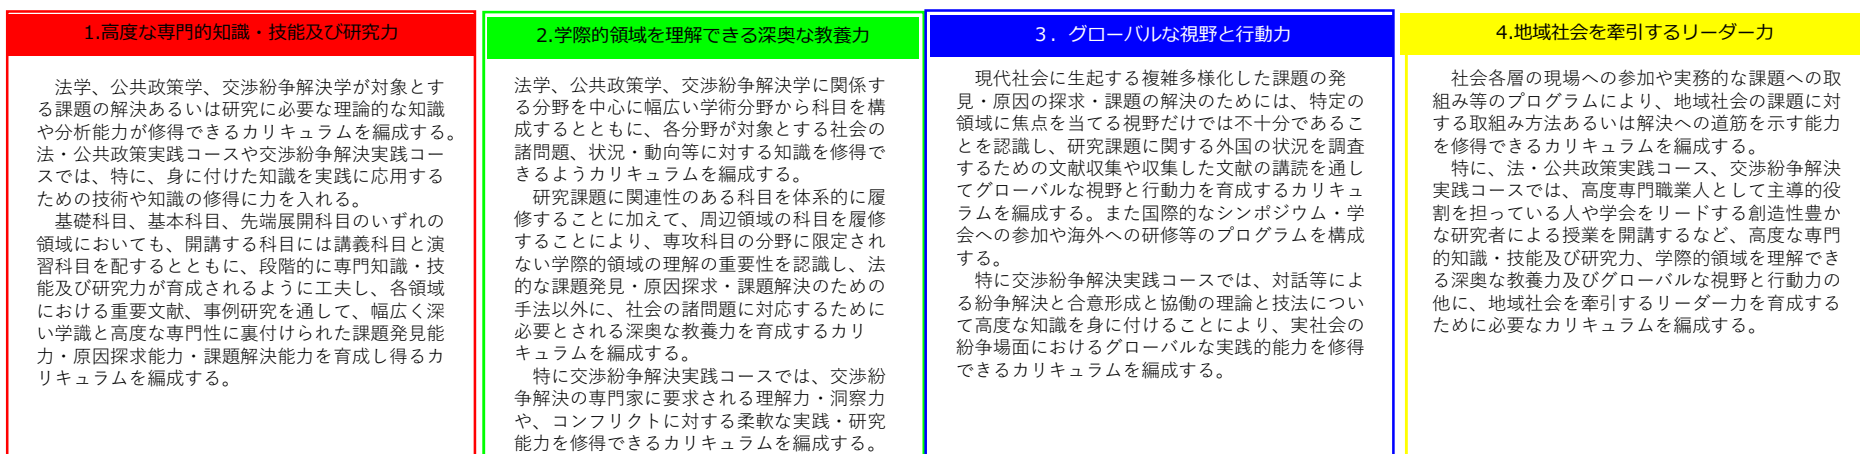 1.高度な専門的知識・技能及び研究力
　法学、公共政策学、交渉紛争解決学が対象とす
る課題の解決あるいは研究に必要な理論的な知識
や分析能力が修得できるカリキュラムを編成する。
法・公共政策実践コースや交渉紛争解決実践コー
スでは、特に、身に付けた知識を実践に応用する
ための技術や知識の修得に力を入れる。
　基礎科目、基本科目、先端展開科目のいずれの
領域においても、開講する科目には講義科目と演
習科目を配するとともに、段階的に専門知識・技
能及び研究力が育成されるように工夫し、各領域
における重要文献、事例研究を通して、幅広く深
い学識と高度な専門性に裏付けられた課題発見能
力・原因探求能力・課題解決能力を育成し得るカ
リキュラムを編成する。
2.学際的領域を理解できる深奥な教養力
法学、公共政策学、交渉紛争解決学に関係す
る分野を中心に幅広い学術分野から科目を構
成するとともに、各分野が対象とする社会の
諸問題、状況・動向等に対する知識を修得で
きるようカリキュラムを編成する。
　研究課題に関連性のある科目を体系的に履
修することに加えて、周辺領域の科目を履修
することにより、専攻科目の分野に限定され
ない学際的領域の理解の重要性を認識し、法
的な課題発見・原因探求・課題解決のための
手法以外に、社会の諸問題に対応するために
必要とされる深奥な教養力を育成するカリ
キュラムを編成する。
　特に交渉紛争解決実践コースでは、交渉紛
争解決の専門家に要求される理解力・洞察力
や、コンフリクトに対する柔軟な実践・研究
能力を修得できるカリキュラムを編成する。
３．グローバルな視野と行動力
　現代社会に生起する複雑多様化した課題の発
見・原因の探求・課題の解決のためには、特定の
領域に焦点を当てる視野だけでは不十分であるこ
とを認識し、研究課題に関する外国の状況を調査
するための文献収集や収集した文献の講読を通し
てグローバルな視野と行動力を育成するカリキュ
ラムを編成する。また国際的なシンポジウム・学
会への参加や海外への研修等のプログラムを構成
する。
　特に交渉紛争解決実践コースでは、対話等によ
る紛争解決と合意形成と協働の理論と技法につい
て高度な知識を身に付けることにより、実社会の
紛争場面におけるグローバルな実践的能力を修得
できるカリキュラムを編成する。
4.地域社会を牽引するリーダー力
　社会各層の現場への参加や実務的な課題への取
組み等のプログラムにより、地域社会の課題に対
する取組み方法あるいは解決への道筋を示す能力
を修得できるカリキュラムを編成する。
　特に、法・公共政策実践コース、交渉紛争解決
実践コースでは、高度専門職業人として主導的役
割を担っている人や学会をリードする創造性豊か
な研究者による授業を開講するなど、高度な専門
的知識・技能及び研究力、学際的領域を理解でき
る深奥な教養力及びグローバルな視野と行動力の
他に、地域社会を牽引するリーダー力を育成する
ために必要なカリキュラムを編成する。